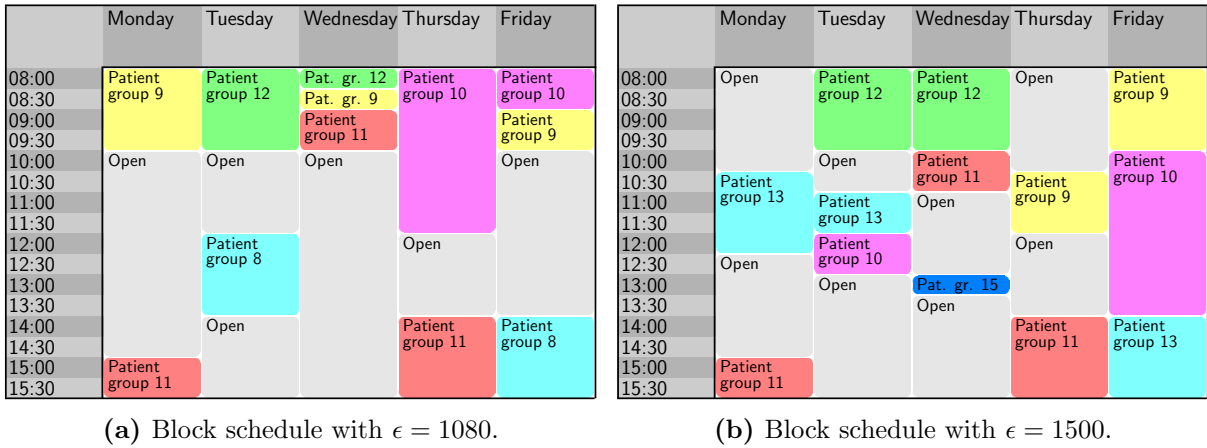 Monday Tuesday Wednesday Thursday Friday
08:00
08:30
09:00
09:30
10:00
10:30
11:00
11:30
12:00
12:30
13:00
13:30
14:00
14:30
15:00
15:30
Patient
group 9
Open
Patient
group 11
Patient
group 12
Open
Patient
group 8
Open
Pat. gr. 12
Pat. gr. 9
Patient
group 11
Open
Patient
group 10
Open
Patient
group 11
Patient
group 10
Patient
group 9
Open
Patient
group 8
(a) Block schedule with ϵ = 1080.
Monday Tuesday Wednesday Thursday Friday
08:00
08:30
09:00
09:30
10:00
10:30
11:00
11:30
12:00
12:30
13:00
13:30
14:00
14:30
15:00
15:30
Open
Patient
group 13
Open
Patient
group 11
Patient
group 12
Open
Patient
group 13
Patient
group 10
Open
Patient
group 12
Patient
group 11
Open
Pat. gr. 15
Open
Open
Patient
group 9
Open
Patient
group 11
Patient
group 9
Patient
group 10
Patient
group 13
(b) Block schedule with ϵ = 1500.